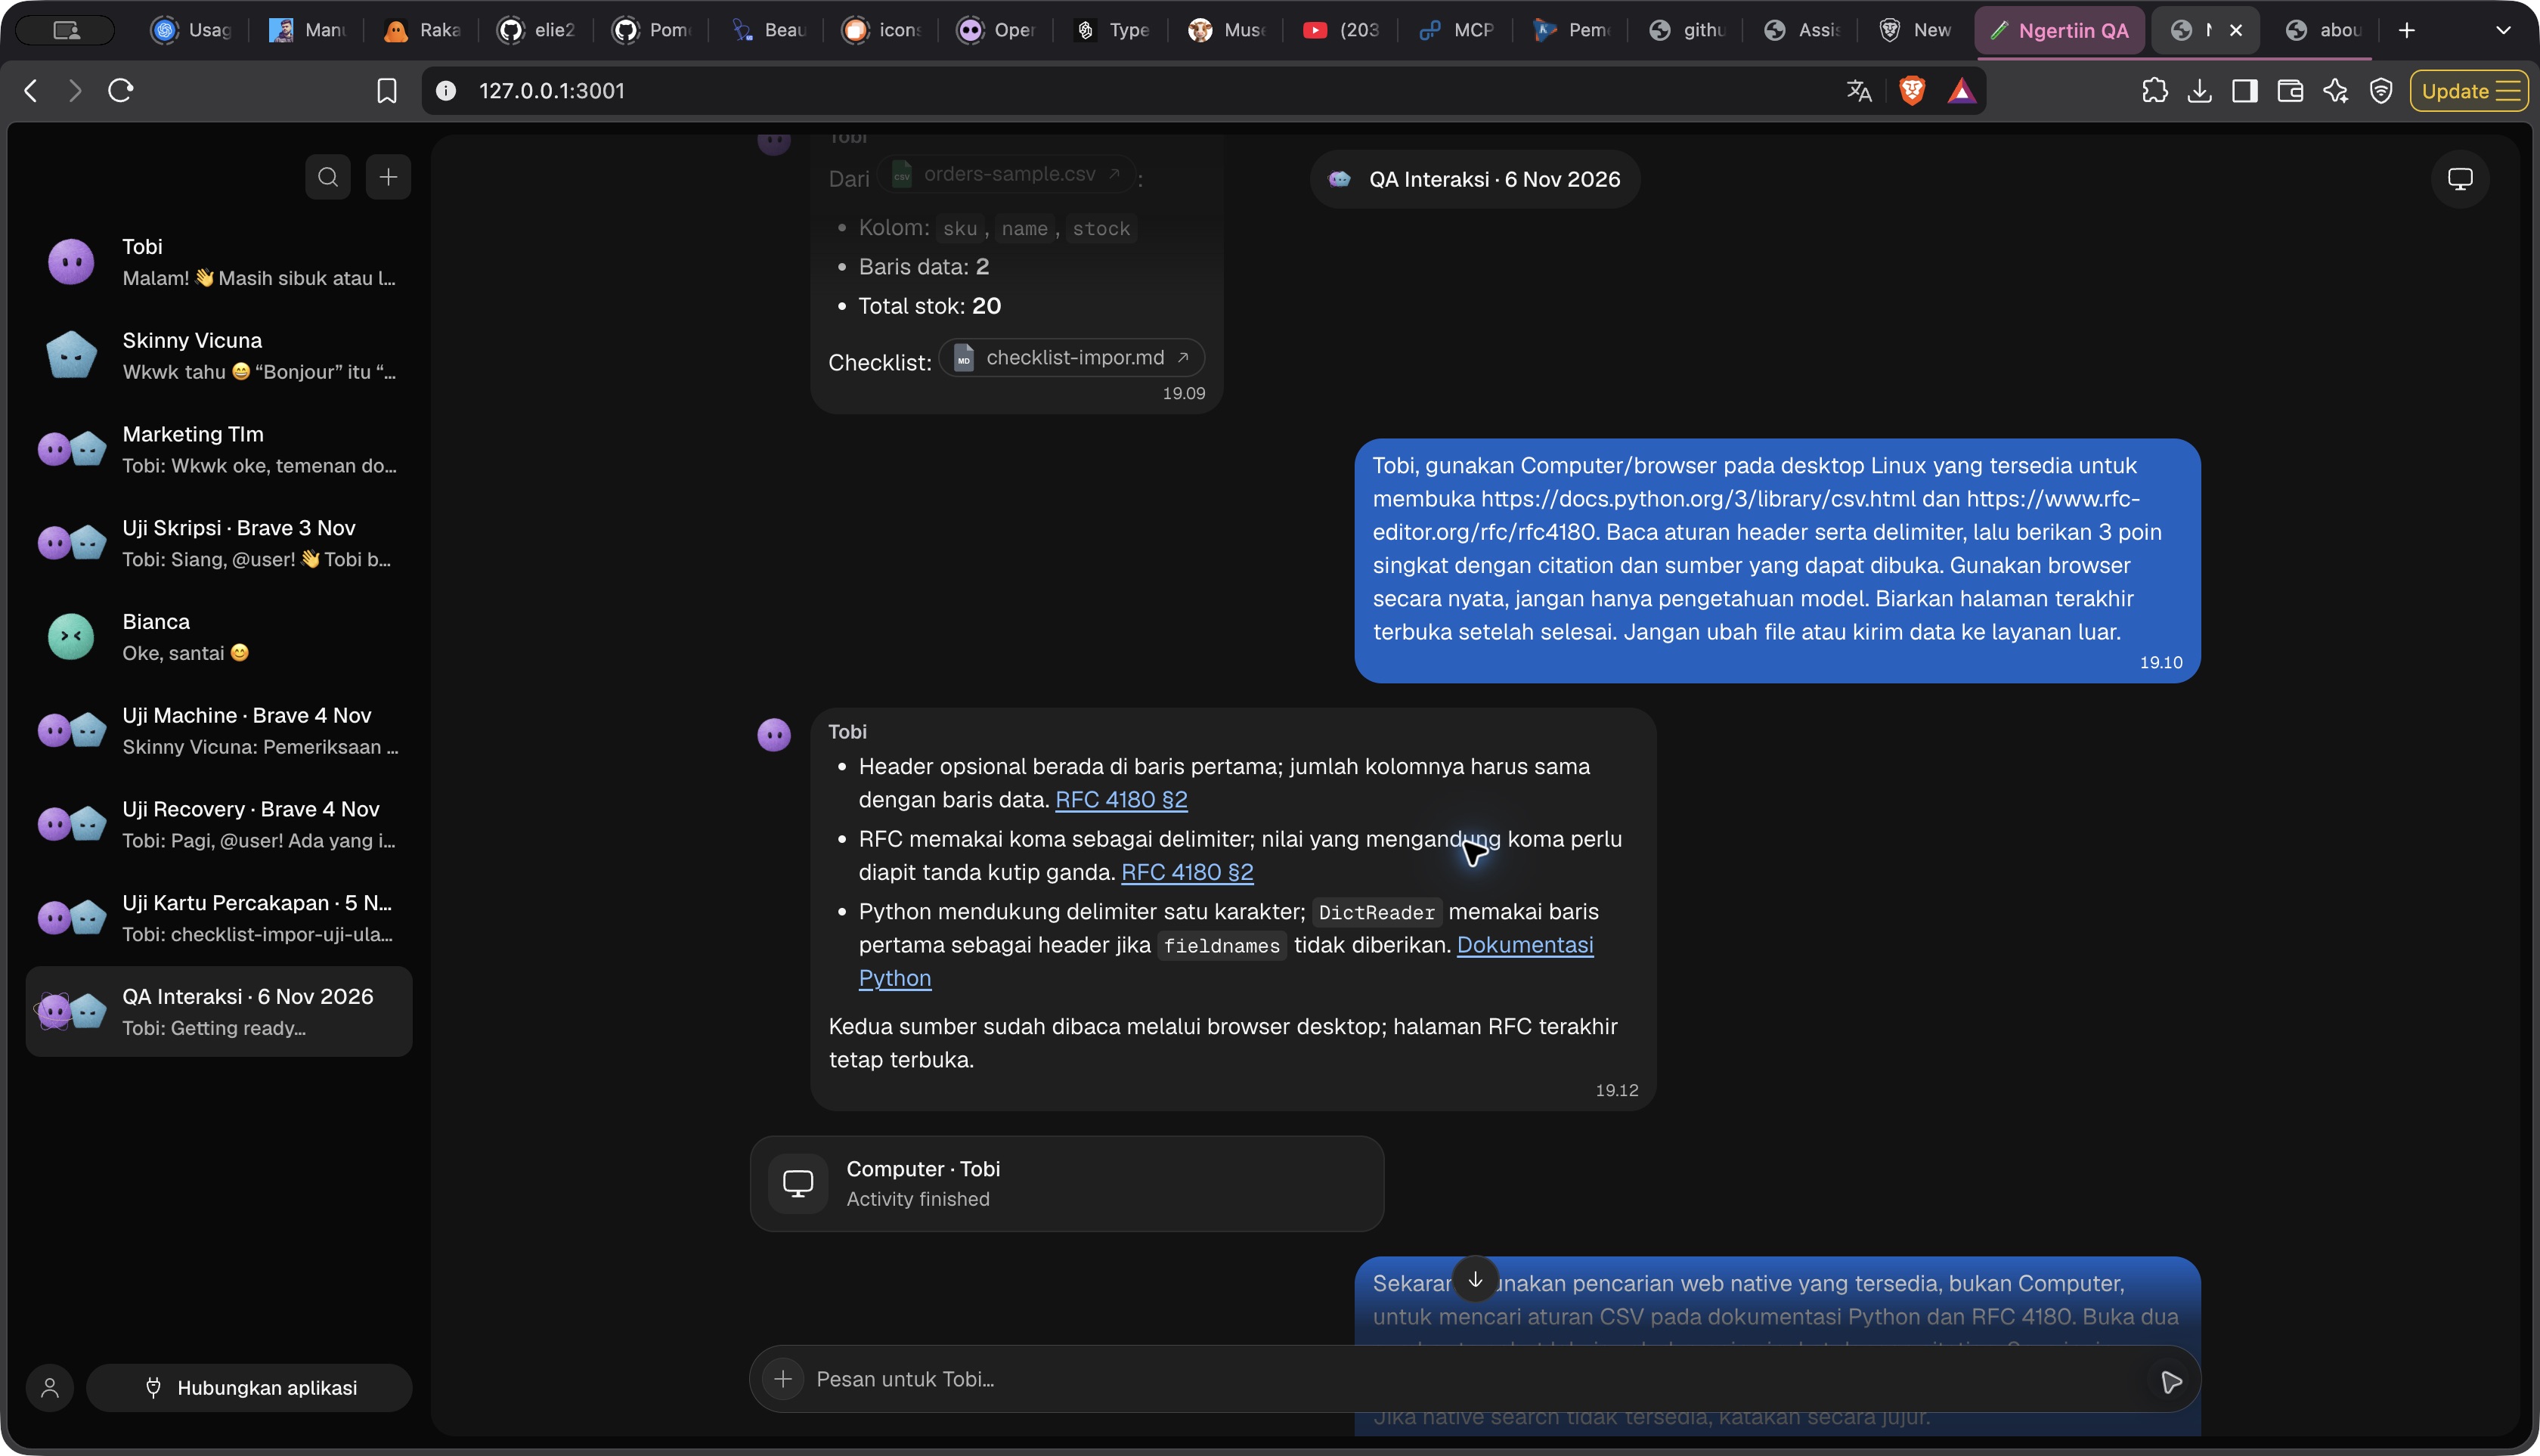 Usag
Manu
Raka
elie2
Pom
Beau
icons
Oper
Type
Muse
(203
MCP
Peme
githu
Assis
New
Ngertiin QA
abou
127.0.0.1:3001
Update
Tobi
Malam! 👋 Masih sibuk atau l...
Skinny Vicuna
Wkwk tahu 😄 “Bonjour” itu “...
Marketing TIm
Tobi: Wkwk oke, temenan do...
Uji Skripsi · Brave 3 Nov
Tobi: Siang, @user! 👋 Tobi b...
Bianca
Oke, santai 😊
Uji Machine · Brave 4 Nov
Skinny Vicuna: Pemeriksaan ...
Uji Recovery · Brave 4 Nov
Tobi: Pagi, @user! Ada yang i...
Uji Kartu Percakapan · 5 N...
Tobi: checklist-impor-uji-ula...
QA Interaksi · 6 Nov 2026
Tobi: Getting ready...
Hubungkan aplikasi
QA Interaksi · 6 Nov 2026
Tobi
Dari CSV orders-sample.csv ↗ :
• Kolom: sku, name, stock
• Baris data: 2
• Total stok: 20
Checklist: MD checklist-impor.md ↗
19.09
Tobi, gunakan Computer/browser pada desktop Linux yang tersedia untuk
membuka https://docs.python.org/3/library/csv.html dan https://www.rfc-
editor.org/rfc/rfc4180. Baca aturan header serta delimiter, lalu berikan 3 poin
singkat dengan citation dan sumber yang dapat dibuka. Gunakan browser
secara nyata, jangan hanya pengetahuan model. Biarkan halaman terakhir
terbuka setelah selesai. Jangan ubah file atau kirim data ke layanan luar.
19.10
Tobi
• Header opsional berada di baris pertama; jumlah kolomnya harus sama
dengan baris data. RFC 4180 §2
• RFC memakai koma sebagai delimiter; nilai yang mengandung koma perlu
diapit tanda kutip ganda. RFC 4180 §2
• Python mendukung delimiter satu karakter; DictReader memakai baris
pertama sebagai header jika fieldnames tidak diberikan. Dokumentasi
Python
Kedua sumber sudah dibaca melalui browser desktop; halaman RFC terakhir
tetap terbuka.
19.12
Computer · Tobi
Activity finished
Sekarang unakan pencarian web native yang tersedia, bukan Computer,
untuk mencari aturan CSV pada dokumentasi Python dan RFC 4180. Buka dua
Pesan untuk Tobi...
Jika native search tidak tersedia, katakan secara jujur.